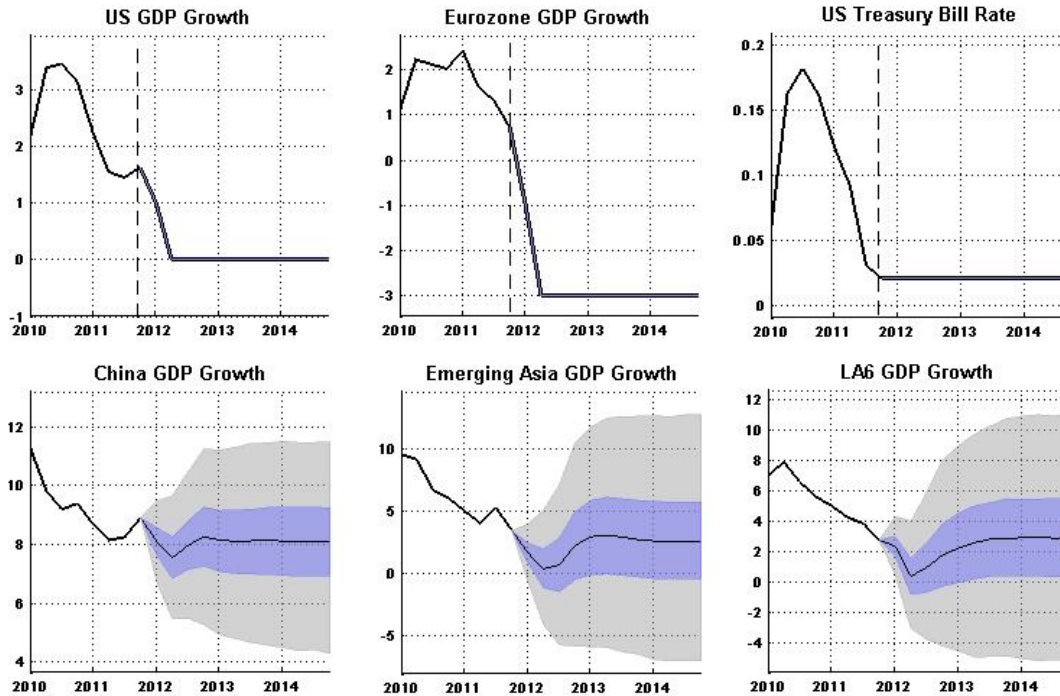 US GDP Growth
3
2
1
0
-1
2010 2011 2012 2013 2014
Eurozone GDP Growth
2
1
0
-1
-2
-3
2010 2011 2012 2013 2014
US Treasury Bill Rate
0.2
0.15
0.1
0.05
0
2010 2011 2012 2013 2014
China GDP Growth
12
10
8
6
4
2010 2011 2012 2013 2014
Emerging Asia GDP Growth
10
5
0
-5
2010 2011 2012 2013 2014
LA6 GDP Growth
12
10
8
6
4
2
0
-2
-4
2010 2011 2012 2013 2014